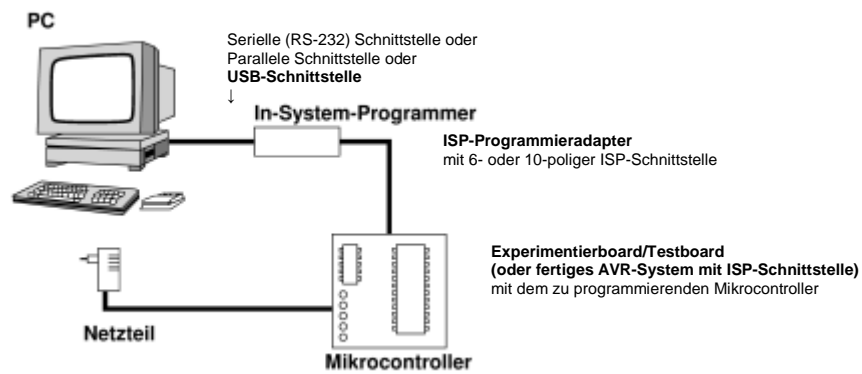 PC
Serielle (RS-232) Schnittstelle oder
Parallele Schnittstelle oder
USB-Schnittstelle
↓
In-System-Programmer
ISP-Programmieradapter
mit 6- oder 10-poliger ISP-Schnittstelle
Experimentierboard/Testboard
(oder fertiges AVR-System mit ISP-Schnittstelle)
mit dem zu programmierenden Mikrocontroller
Netzteil
Mikrocontroller